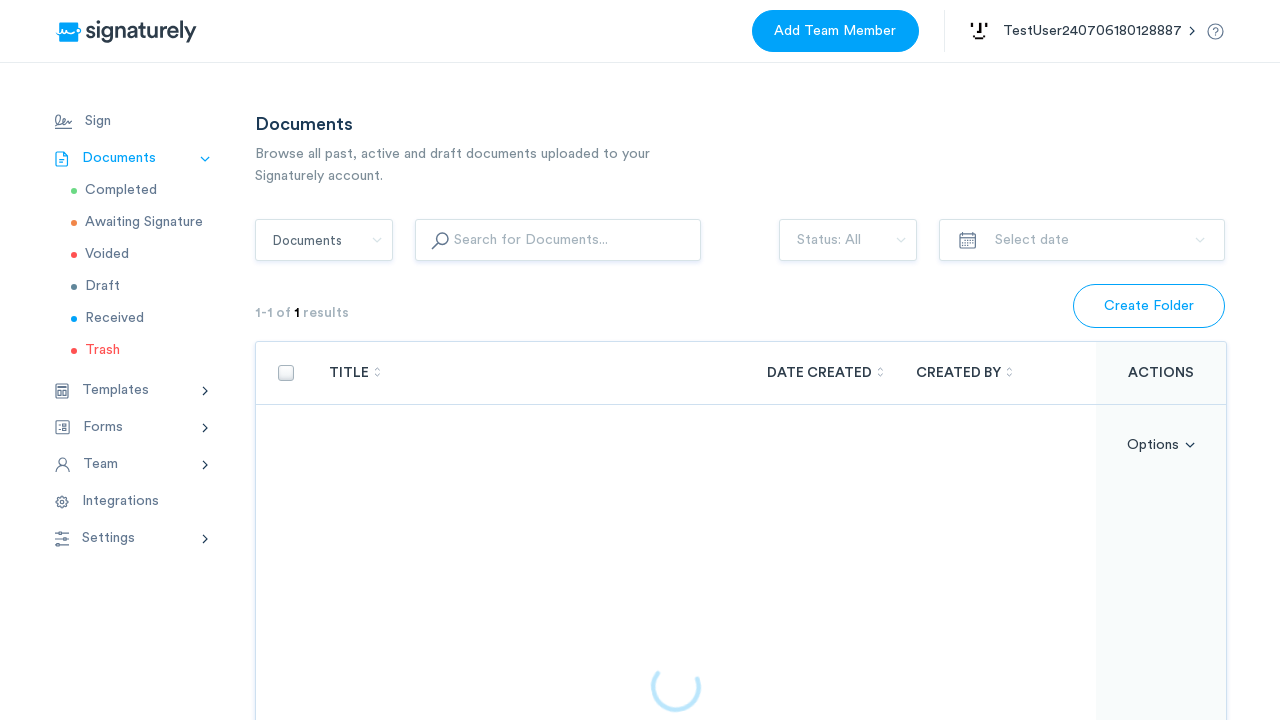 signaturely
Add Team Member
TestUser240706180128887
Sign
Documents
Completed
Awaiting Signature
Voided
Draft
Received
Trash
Templates
Forms
Team
Integrations
Settings
Documents
Browse all past, active and draft documents uploaded to your
Signaturely account.
Documents
Search for Documents...
Status: All
Select date
1-1 of 1 results
Create Folder
TITLE
DATE CREATED
CREATED BY
ACTIONS
Options